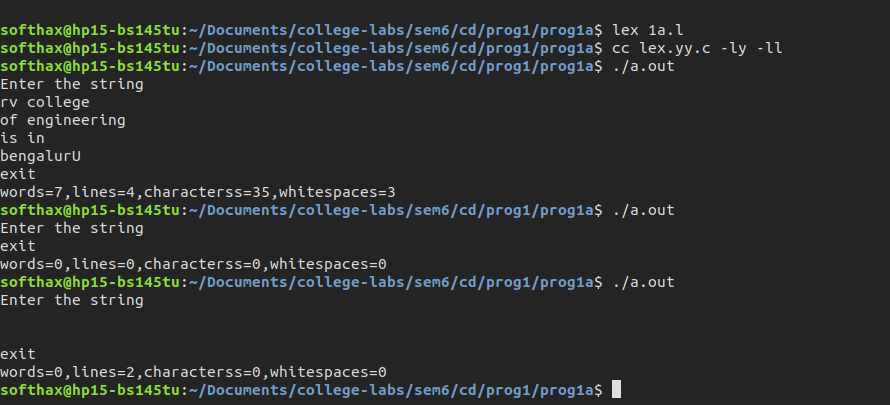 softhax@hp15-bs145tu:~/Documents/college-labs/sem6/cd/prog1/prog1a$ lex 1a.l
softhax@hp15-bs145tu:~/Documents/college-labs/sem6/cd/prog1/prog1a$ cc lex.yy.c -ly -ll
softhax@hp15-bs145tu:~/Documents/college-labs/sem6/cd/prog1/prog1a$ ./a.out
Enter the string
rv college
of engineering
is in
bengalurU
exit
words=7,lines=4,characterss=35,whitespaces=3
softhax@hp15-bs145tu:~/Documents/college-labs/sem6/cd/prog1/prog1a$ ./a.out
Enter the string
exit
words=0,lines=0,characterss=0,whitespaces=0
softhax@hp15-bs145tu:~/Documents/college-labs/sem6/cd/prog1/prog1a$ ./a.out
Enter the string
exit
words=0,lines=2,characterss=0,whitespaces=0
softhax@hp15-bs145tu:~/Documents/college-labs/sem6/cd/prog1/prog1a$